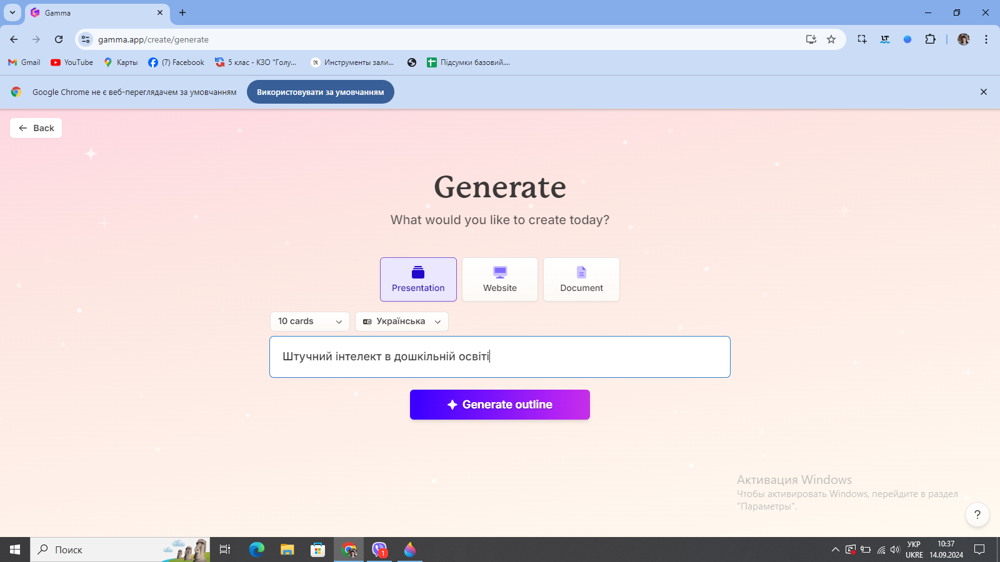 Gamma
gamma.app/create/generate
Gmail
YouTube
Карты
(7) Facebook
5 клас - КЗО "Голу...
Инструменты зали...
Підсумки базовий....
Google Chrome не є веб-переглядачем за умовчанням
Використовувати за умовчанням
Back
Generate
What would you like to create today?
Presentation
Website
Document
10 cards
Українська
Штучний інтелект в дошкільній освіті
Generate outline
Активация Windows
Чтобы активировать Windows, перейдите в раздел
"Параметры".
?
Поиск
1
УКР
UKRE
10:37
14.09.2024